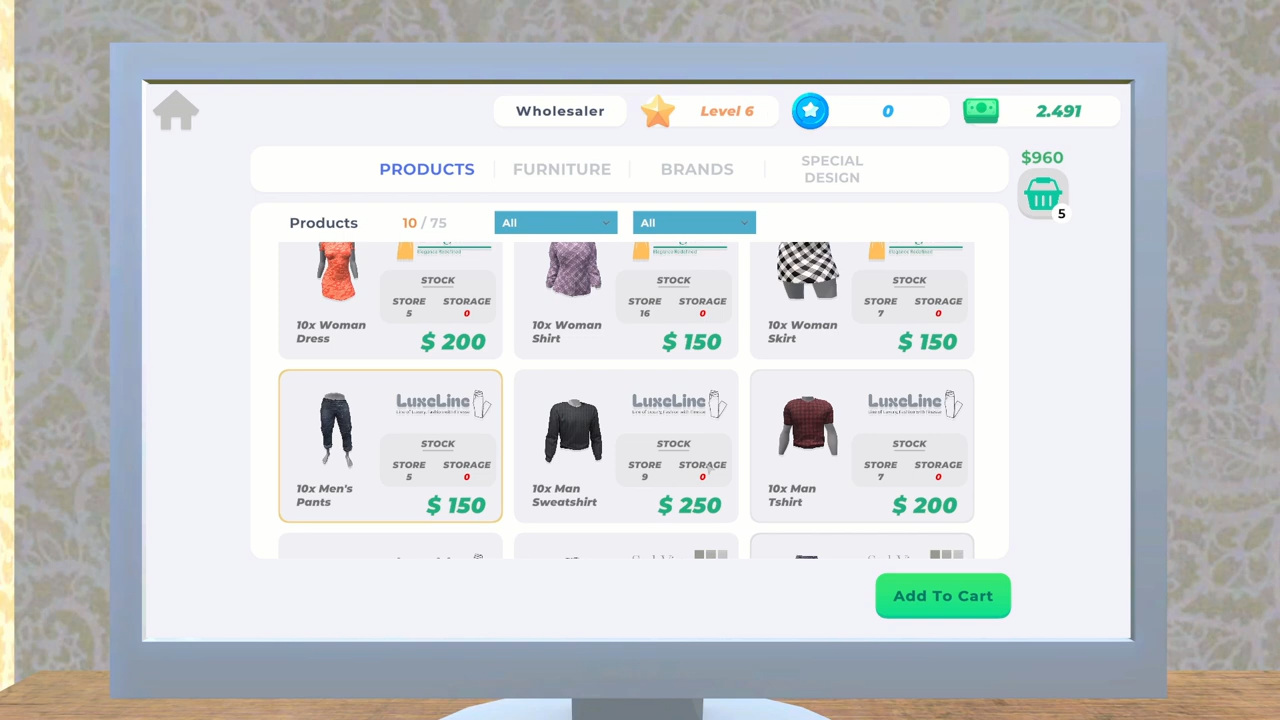 Wholesaler
Level 6
0
2.491
PRODUCTS
FURNITURE
BRANDS
SPECIAL
DESIGN
$960
5
Products
10 / 75
All
All
STOCK
STORE
STORAGE
5
0
10x Woman
Dress
$ 200
STOCK
STORE
STORAGE
16
0
10x Woman
Shirt
$ 150
STOCK
STORE
STORAGE
7
0
10x Woman
Skirt
$ 150
LuxeLine
STOCK
STORE
STORAGE
5
0
10x Men's
Pants
$ 150
LuxeLine
STOCK
STORE
STORAGE
9
0
10x Man
Sweatshirt
$ 250
LuxeLine
STOCK
STORE
STORAGE
7
0
10x Man
Tshirt
$ 200
Add To Cart